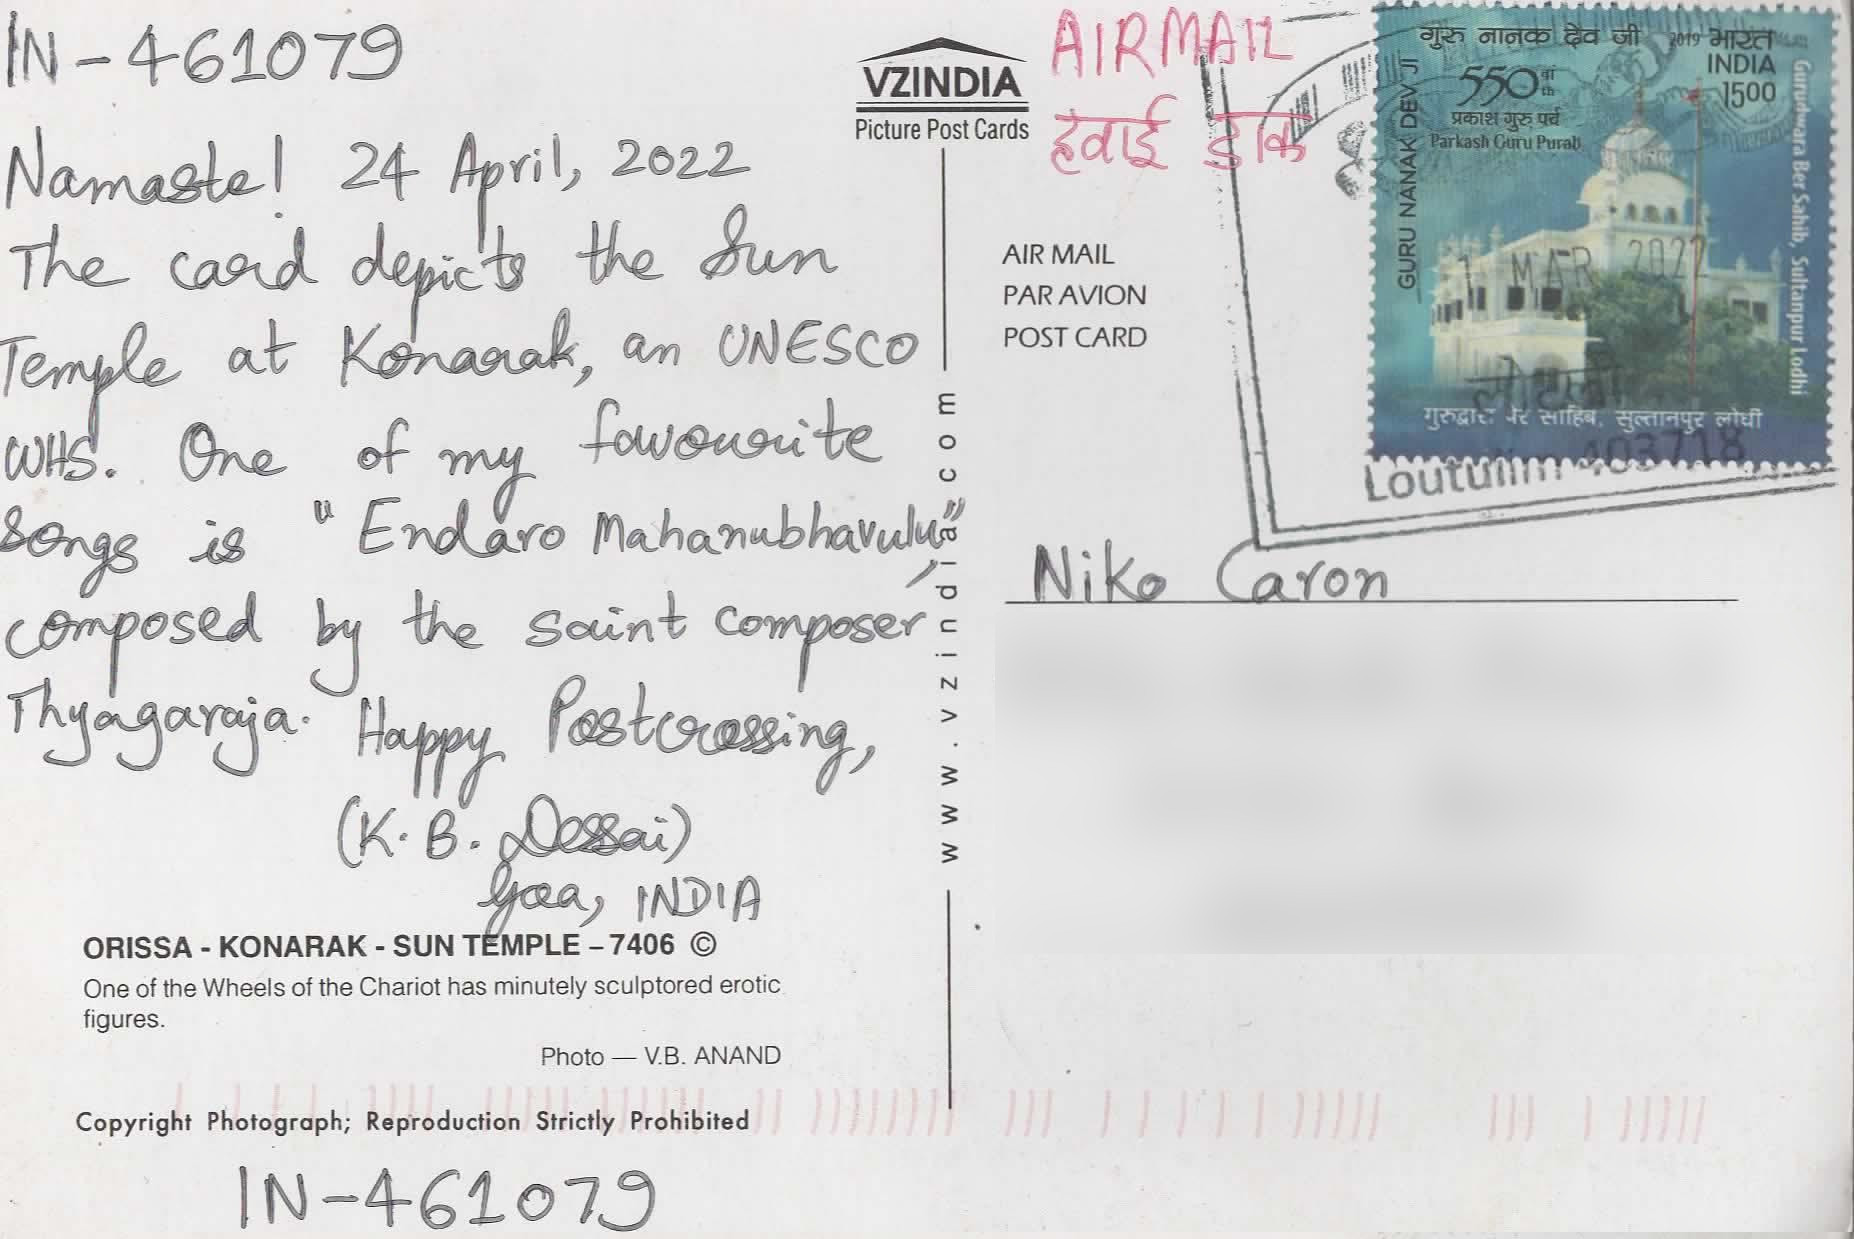 IN-461079
Namaste! 24 April, 2022
The card depicts the Sun
Temple at Konarak, an UNESCO
WHS. One of my favourite
songs is "Endaro Mahanubhavulu",
composed by the saint composer
Thyagaraja. Happy Postcrossing,
(K. B. Dessai)
Goa, INDIA
ORISSA - KONARAK - SUN TEMPLE – 7406 ©
One of the Wheels of the Chariot has minutely sculptored erotic
figures.
Photo — V.B. ANAND
Copyright Photograph; Reproduction Strictly Prohibited
IN-461079
VZINDIA
Picture Post Cards
www.vzindia.com
AIRMAIL
हवाई डाक
AIR MAIL
PAR AVION
POST CARD
गुरु नानक देव जी 2019 भारत
INDIA
1500
550वां th
प्रकाश गुरु पर्व
Parkash Guru Purab
GURU NANAK DEV JI
Gurudwara Ber Sahib, Sultanpur Lodhi
गुरुद्वारा बेर साहिब, सुल्तानपुर लोधी
1 MAR 2022
Loutulim 403718
Niko Caron